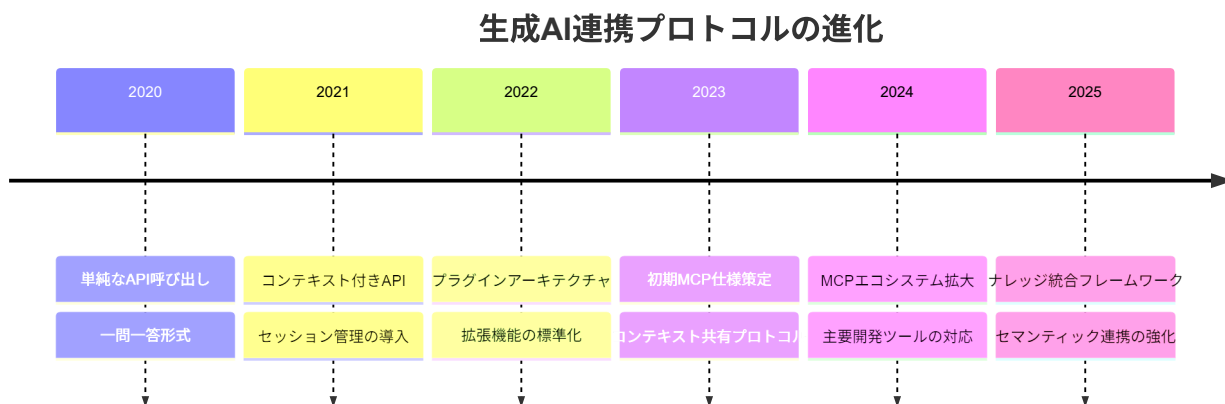 生成AI連携プロトコルの進化
2020
2021
2022
2023
2024
2025
単純なAPI呼び出し
コンテキスト付きAPI
プラグインアーキテクチャ
初期MCP仕様策定
MCPエコシステム拡大
ナレッジ統合フレームワーク
一問一答形式
セッション管理の導入
拡張機能の標準化
コンテキスト共有プロトコル
主要開発ツールの対応
セマンティック連携の強化